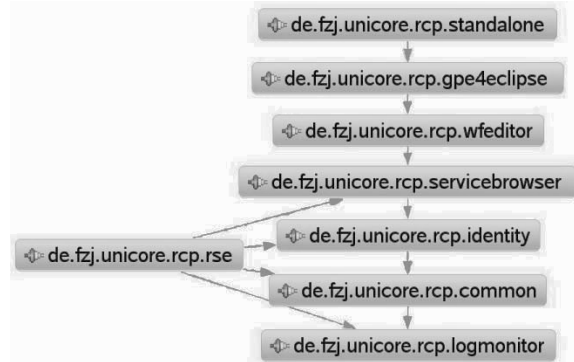 de.fzj.unicore.rcp.standalone
de.fzj.unicore.rcp.gpe4eclipse
de.fzj.unicore.rcp.wfeditor
de.fzj.unicore.rcp.servicebrowser
de.fzj.unicore.rcp.identity
de.fzj.unicore.rcp.rse
de.fzj.unicore.rcp.common
de.fzj.unicore.rcp.logmonitor